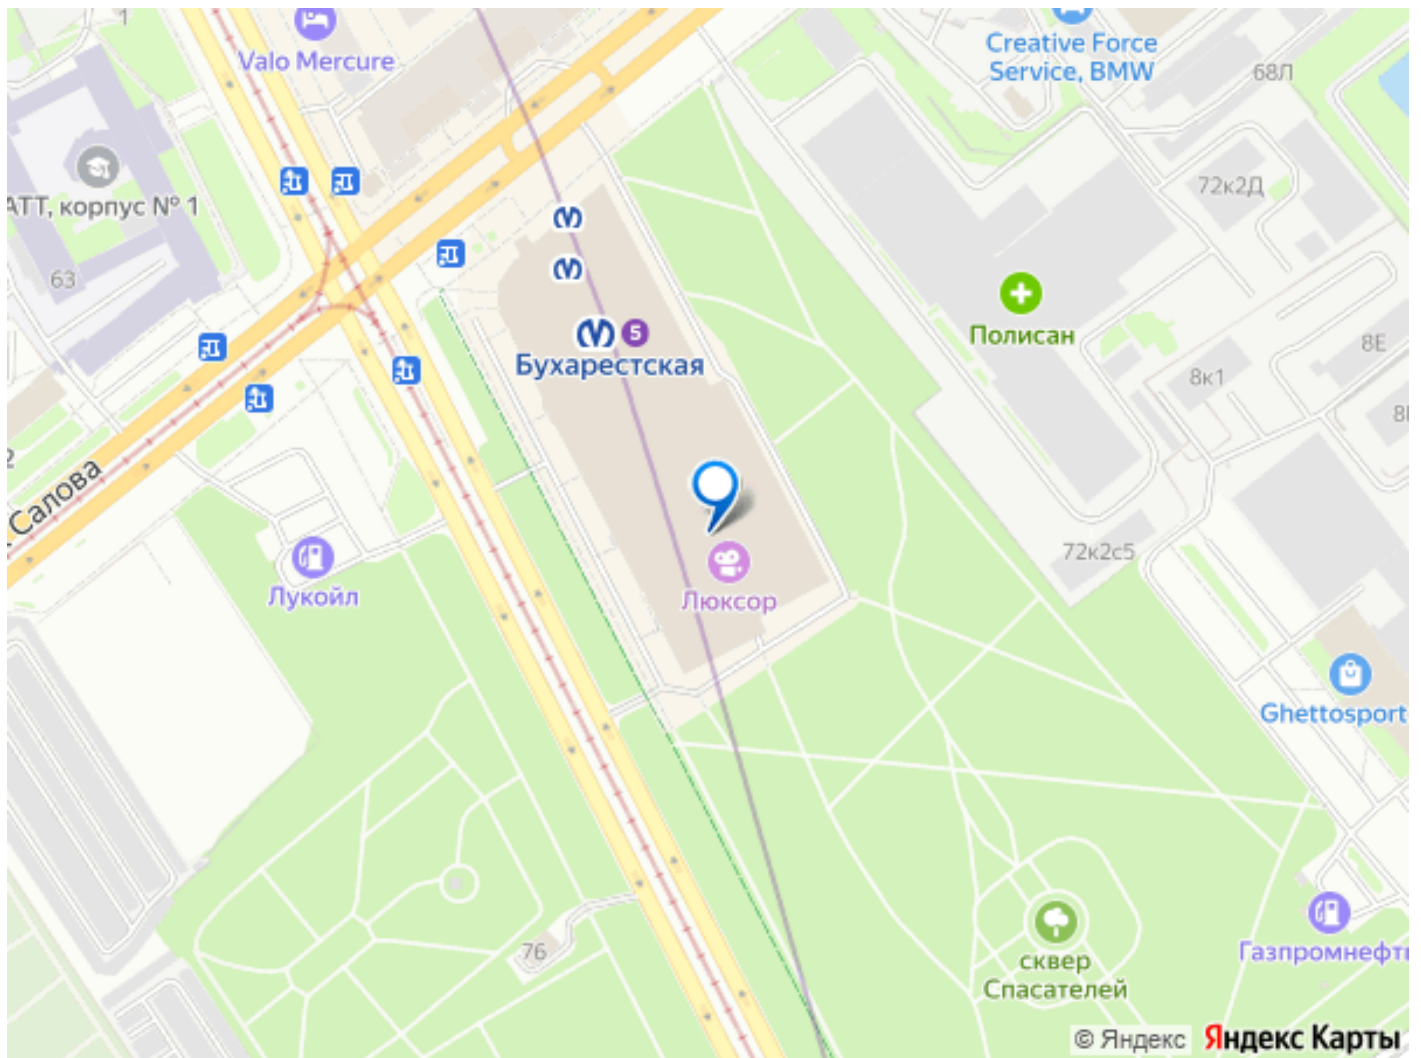 1
Valo Mercure
Creative Force
Service, BMW
68Л
АТТ, корпус № 1
72к2Д
63
5
Бухарестская
Полисан
8Е
8к1
Салова
72к2с5
Лукойл
Люксор
Ghettosport
76
сквер
Спасателей
Газпромнефть
© Яндекс Яндекс Карты